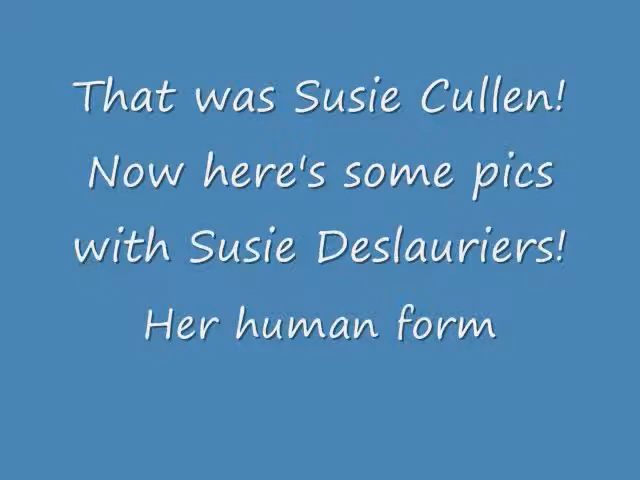 That was Susie Cullen!
Now here's some pics
with Susie Deslauriers!
Her human form